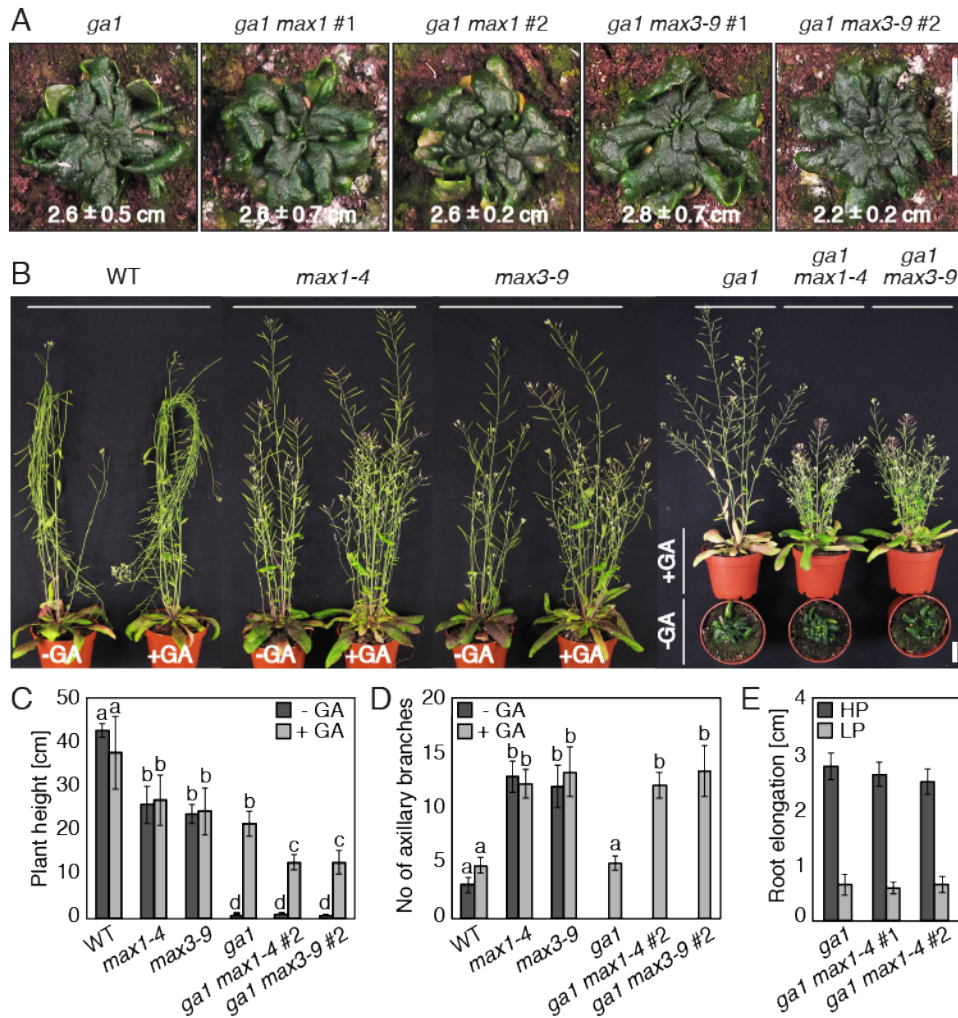 A ga1 ga1 max1 #1 ga1 max1 #2 ga1 max3-9 #1 ga1 max3-9 #2
2.6 ± 0.5 cm 2.6 ± 0.7 cm 2.6 ± 0.2 cm 2.8 ± 0.7 cm 2.2 ± 0.2 cm
B WT max1-4 max3-9 ga1 ga1 max1-4 ga1 max3-9
+GA
-GA
-GA +GA -GA +GA -GA +GA
C
Plant height [cm]
50
40
30
20
10
0
- GA
+ GA
a a b b b b d b d c d c
WT max1-4 max3-9 ga1 ga1 max1-4 #2 ga1 max3-9 #2
D
No of axillary branches
20
15
10
5
0
- GA
+ GA
a a b b b b a b b
WT max1-4 max3-9 ga1 ga1 max1-4 #2 ga1 max3-9 #2
E
Root elongation [cm]
4
3
2
1
0
HP
LP
ga1 ga1 max1-4 #1 ga1 max1-4 #2